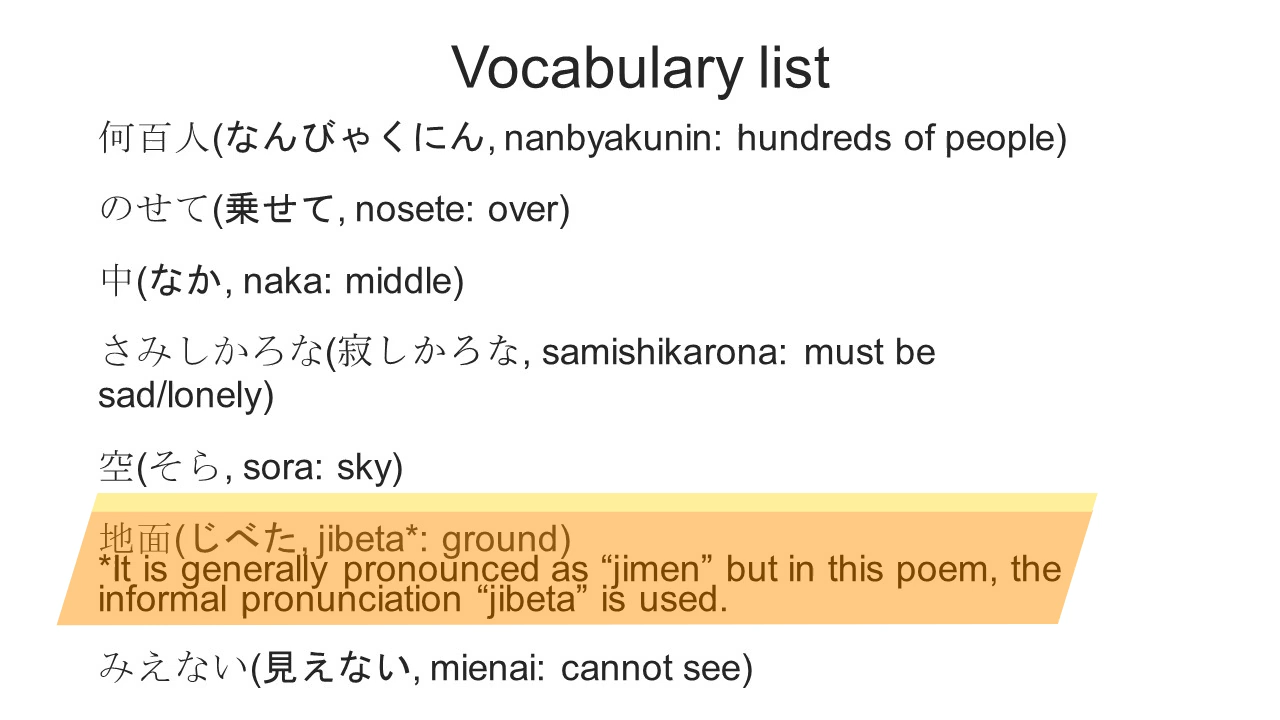 Vocabulary list
何百人(なんびゃくにん, nanbyakunin: hundreds of people)
のせて(乗せて, nosete: over)
中(なか, naka: middle)
さみしかろな(寂しかろな, samishikarona: must be
sad/lonely)
空(そら, sora: sky)
地面(じべた, jibeta*: ground)
*It is generally pronounced as “jimen” but in this poem, the
informal pronunciation “jibeta” is used.
みえない(見えない, mienai: cannot see)